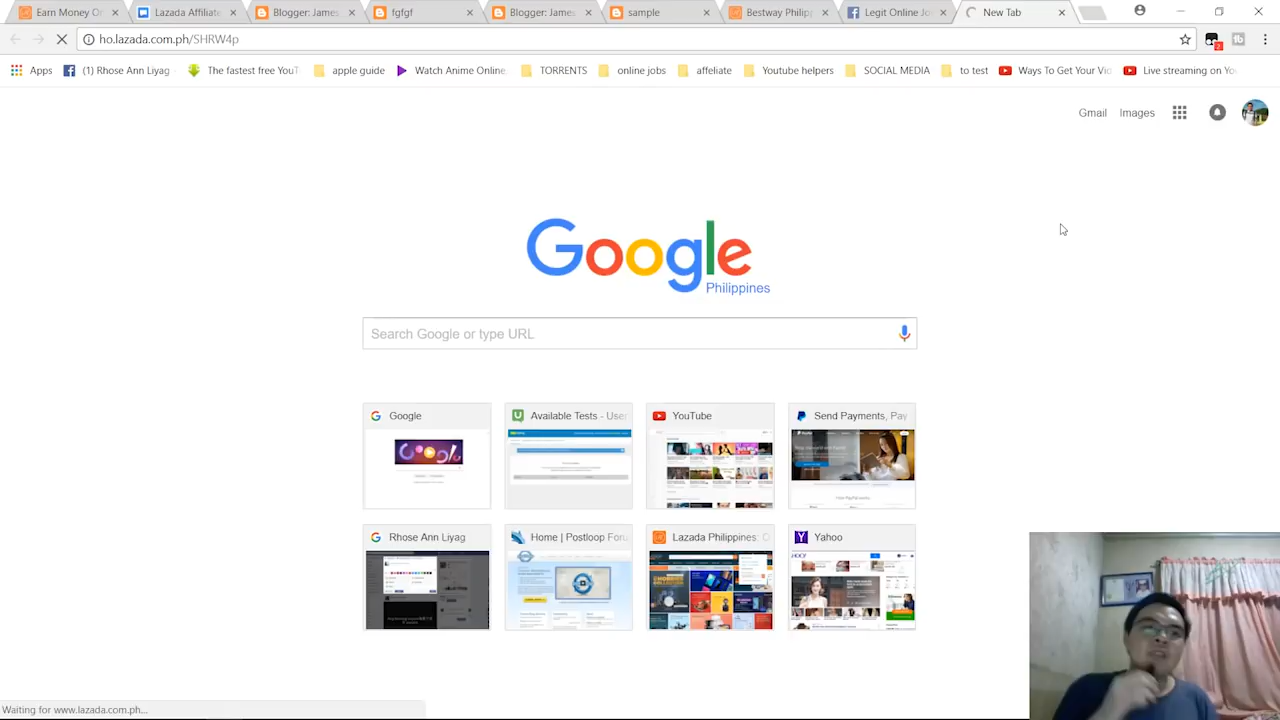 Earn Money O
Lazada Affiliate
Blogger: James
fgfgf
Blogger: James
sample
Bestway Philip
Legit Online Jo
New Tab
ho.lazada.com.ph/SHRW4p
2
Apps
(1) Rhose Ann Liyag
The fastest free YouT
apple guide
Watch Anime Online,
TORRENTS
online jobs
affeliate
Youtube helpers
SOCIAL MEDIA
to test
Ways To Get Your Vid
Live streaming on You
Gmail
Images
Google
Philippines
Search Google or type URL
Google
Available Tests - User
YouTube
Send Payments, Pay
Rhose Ann Liyag
Home | Postloop Foru
Lazada Philippines: O
Yahoo
Waiting for www.lazada.com.ph...